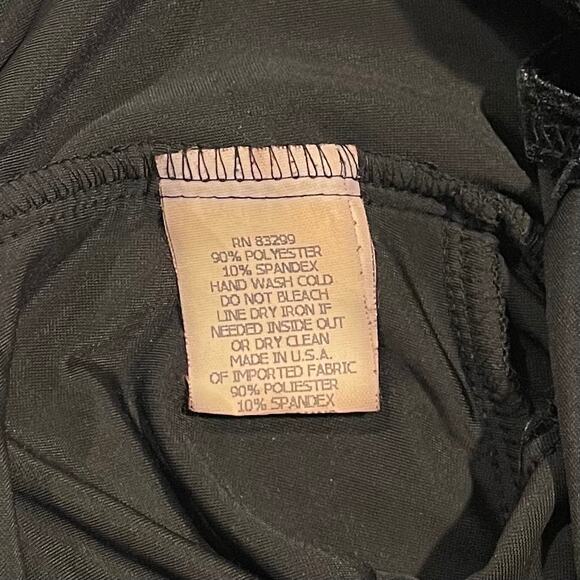 RN 83299
90% POLYESTER
10% SPANDEX
HAND WASH COLD
DO NOT BLEACH
LINE DRY IRON IF
NEEDED INSIDE OUT
OR DRY CLEAN
MADE IN U.S.A.
OF IMPORTED FABRIC
90% POLIESTER
10% SPANDEX